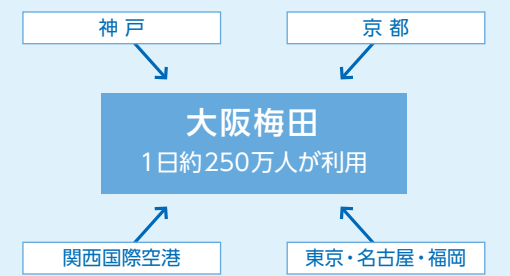 神戸
京都
大阪梅田
1日約250万人が利用
関西国際空港
東京・名古屋・福岡